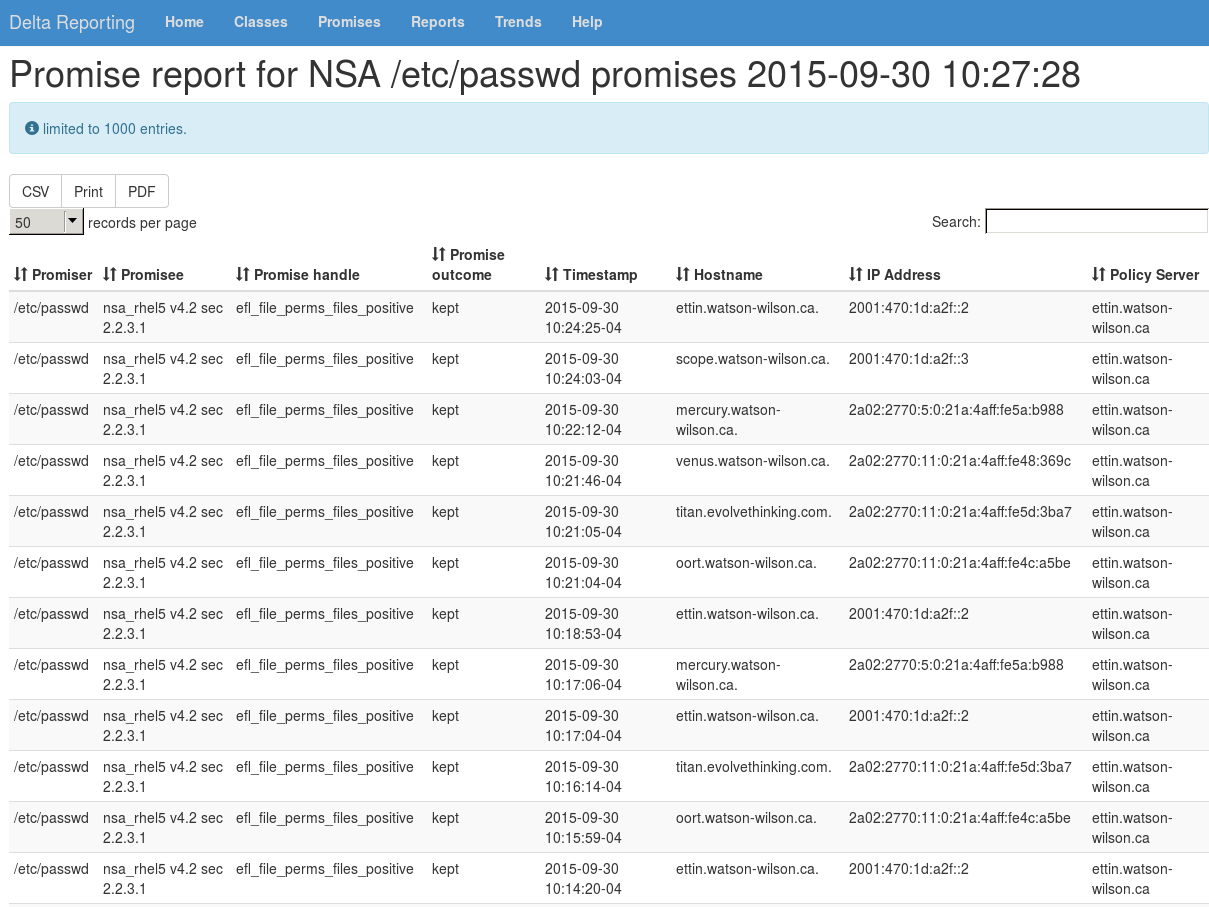 Delta Reporting Home Classes Promises Reports Trends Help
Promise report for NSA /etc/passwd promises 2015-09-30 10:27:28
limited to 1000 entries.
CSV Print PDF
50 records per page Search:
Promiser Promisee Promise handle Promise outcome Timestamp Hostname IP Address Policy Server
/etc/passwd nsa_rhel5 v4.2 sec efl_file_perms_files_positive kept 2015-09-30 ettin.watson-wilson.ca. 2001:470:1d:a2f::2 ettin.watson-
2.2.3.1 10:24:25-04 wilson.ca
/etc/passwd nsa_rhel5 v4.2 sec efl_file_perms_files_positive kept 2015-09-30 scope.watson-wilson.ca. 2001:470:1d:a2f::3 ettin.watson-
2.2.3.1 10:24:03-04 wilson.ca
/etc/passwd nsa_rhel5 v4.2 sec efl_file_perms_files_positive kept 2015-09-30 mercury.watson- 2a02:2770:5:0:21a:4aff:fe5a:b988 ettin.watson-
2.2.3.1 10:22:12-04 wilson.ca. wilson.ca
/etc/passwd nsa_rhel5 v4.2 sec efl_file_perms_files_positive kept 2015-09-30 venus.watson-wilson.ca. 2a02:2770:11:0:21a:4aff:fe48:369c ettin.watson-
2.2.3.1 10:21:46-04 wilson.ca
/etc/passwd nsa_rhel5 v4.2 sec efl_file_perms_files_positive kept 2015-09-30 titan.evolvethinking.com. 2a02:2770:11:0:21a:4aff:fe5d:3ba7 ettin.watson-
2.2.3.1 10:21:05-04 wilson.ca
/etc/passwd nsa_rhel5 v4.2 sec efl_file_perms_files_positive kept 2015-09-30 oort.watson-wilson.ca. 2a02:2770:11:0:21a:4aff:fe4c:a5be ettin.watson-
2.2.3.1 10:21:04-04 wilson.ca
/etc/passwd nsa_rhel5 v4.2 sec efl_file_perms_files_positive kept 2015-09-30 ettin.watson-wilson.ca. 2001:470:1d:a2f::2 ettin.watson-
2.2.3.1 10:18:53-04 wilson.ca
/etc/passwd nsa_rhel5 v4.2 sec efl_file_perms_files_positive kept 2015-09-30 mercury.watson- 2a02:2770:5:0:21a:4aff:fe5a:b988 ettin.watson-
2.2.3.1 10:17:06-04 wilson.ca. wilson.ca
/etc/passwd nsa_rhel5 v4.2 sec efl_file_perms_files_positive kept 2015-09-30 ettin.watson-wilson.ca. 2001:470:1d:a2f::2 ettin.watson-
2.2.3.1 10:17:04-04 wilson.ca
/etc/passwd nsa_rhel5 v4.2 sec efl_file_perms_files_positive kept 2015-09-30 titan.evolvethinking.com. 2a02:2770:11:0:21a:4aff:fe5d:3ba7 ettin.watson-
2.2.3.1 10:16:14-04 wilson.ca
/etc/passwd nsa_rhel5 v4.2 sec efl_file_perms_files_positive kept 2015-09-30 oort.watson-wilson.ca. 2a02:2770:11:0:21a:4aff:fe4c:a5be ettin.watson-
2.2.3.1 10:15:59-04 wilson.ca
/etc/passwd nsa_rhel5 v4.2 sec efl_file_perms_files_positive kept 2015-09-30 ettin.watson-wilson.ca. 2001:470:1d:a2f::2 ettin.watson-
2.2.3.1 10:14:20-04 wilson.ca